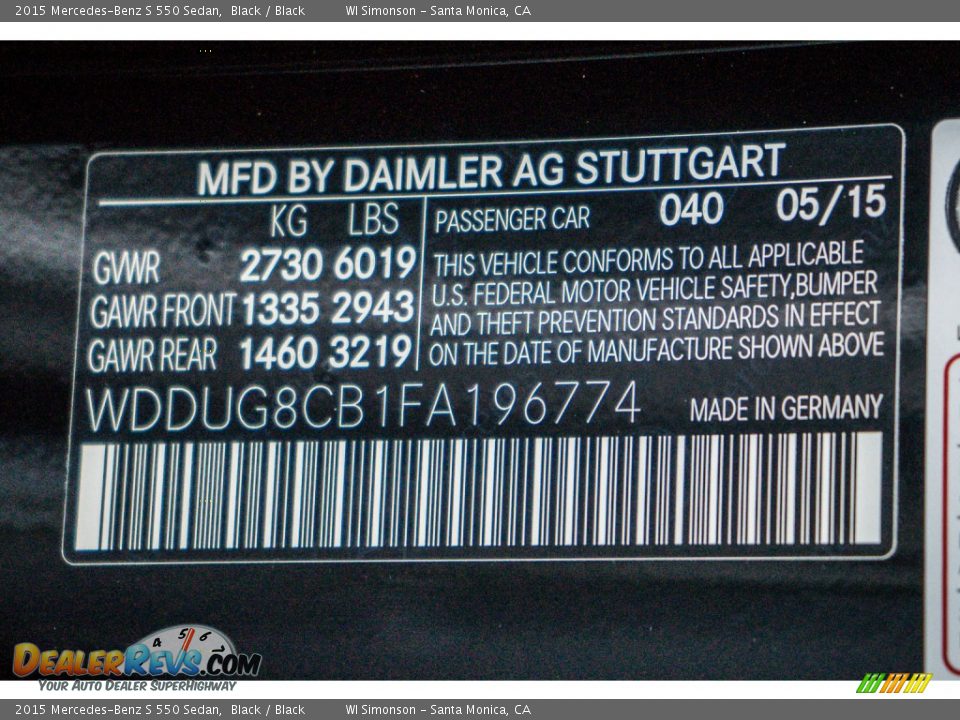 2015 Mercedes-Benz S 550 Sedan, Black / Black WI Simonson - Santa Monica, CA
MFD BY DAIMLER AG STUTTGART
KG LBS
GVWR 2730 6019
GAWR FRONT 1335 2943
GAWR REAR 1460 3219
PASSENGER CAR 040 05/15
THIS VEHICLE CONFORMS TO ALL APPLICABLE
U.S. FEDERAL MOTOR VEHICLE SAFETY,BUMPER
AND THEFT PREVENTION STANDARDS IN EFFECT
ON THE DATE OF MANUFACTURE SHOWN ABOVE
WDDUG8CB1FA196774 MADE IN GERMANY
4 5 6
DEALERREVS.COM
YOUR AUTO DEALER SUPERHIGHWAY
2015 Mercedes-Benz S 550 Sedan, Black / Black WI Simonson - Santa Monica, CA